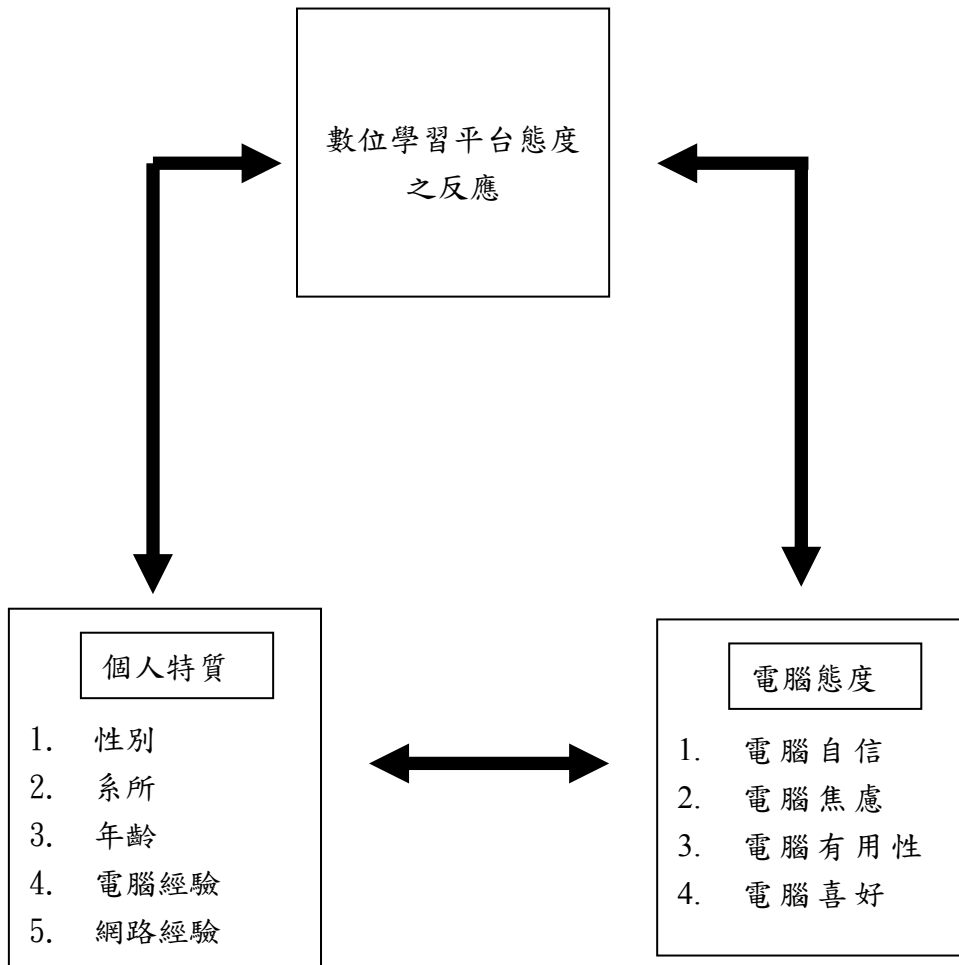 數位學習平台態度
之反應
個人特質
1. 性別
2. 系所
3. 年齡
4. 電腦經驗
5. 網路經驗
電腦態度
1. 電腦自信
2. 電腦焦慮
3. 電腦有用性
4. 電腦喜好